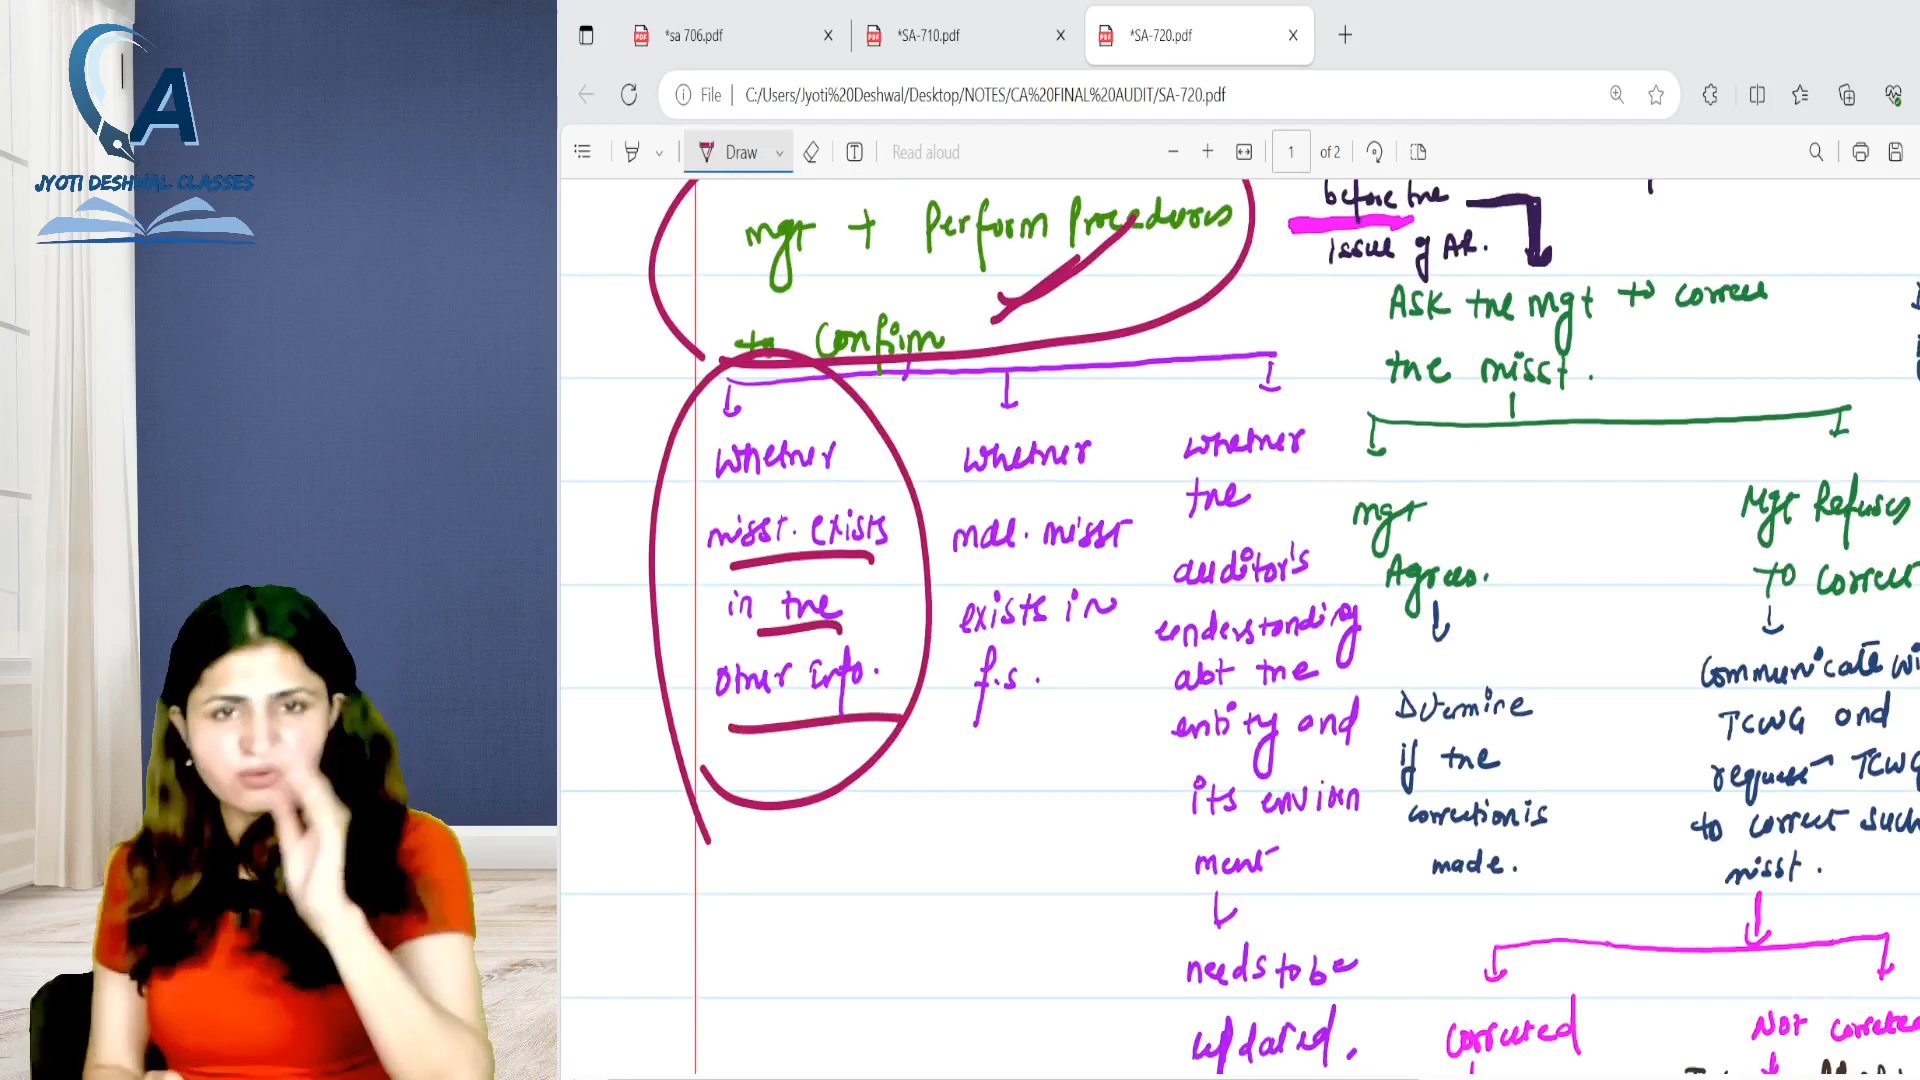 A
JYOTI DESHWAL CLASSES
*sa 706.pdf
*SA-710.pdf
*SA-720.pdf
File
C:/Users/Jyoti%20Deshwal/Desktop/NOTES/CA%20FINAL%20AUDIT/SA-720.pdf
Draw
Read aloud
1
of 2
mgt + Perform Procedures
to Confirm
whether
misst. exists
in the
other info.
whether
mat. misst
exists in
f.s.
whether
the
auditor's
understanding
abt the
entity and
its environ
ment
needs to be
updated.
before the
issue of AR.
Ask the mgt to correct
the misst.
mgt
Agrees.
Determine
if the
correction is
made.
Mgt Refuses
to correct
Communicate wi
TCWG and
request TCWG
to correct such
misst.
corrected
Not correcte